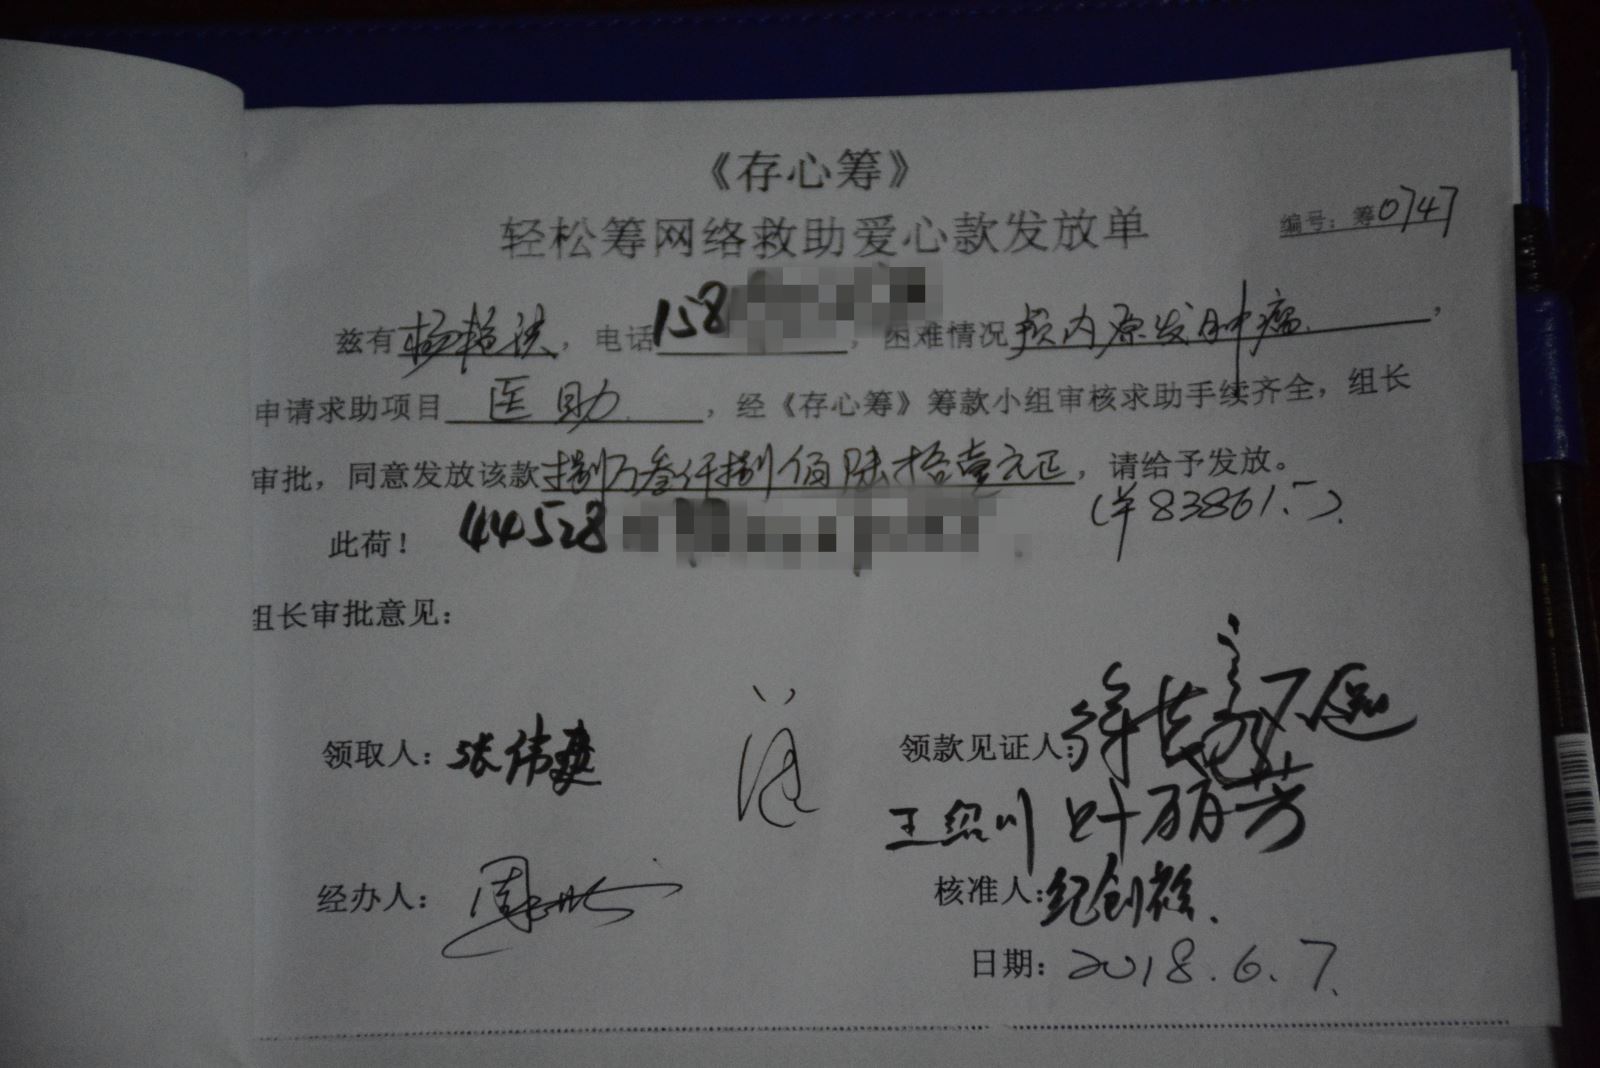 《存心筹》
轻松筹网络救助爱心款发放单
编号：筹0747
兹有杨艳洪，电话158，困难情况颅内原发肿瘤，
申请求助项目医助，经《存心筹》筹款小组审核求助手续齐全，组长
审批，同意发放该款捌万叁仟捌佰陆拾壹元正，请给予发放。
（￥83861.-）.
此荷！ 44528
组长审批意见：
领取人：张伟燕
领款见证人：
王绍川 叶丽芳
经办人：
核准人：纪创雄.
日期：2018.6.7.